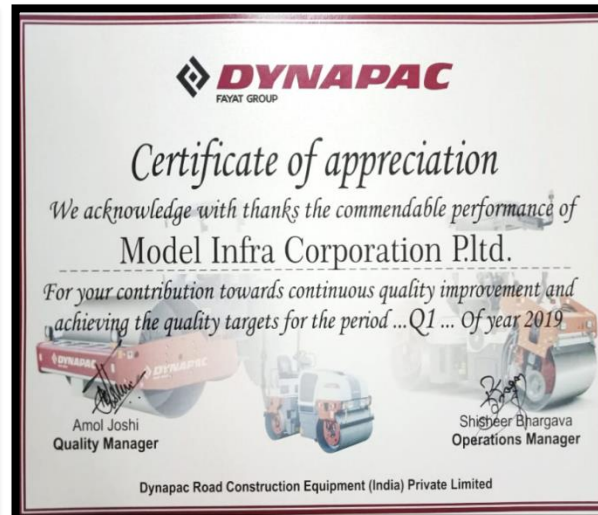 DYNAPAC
FAYAT GROUP
Certificate of appreciation
We acknowledge with thanks the commendable performance of
Model Infra Corporation P.ltd.
For your contribution towards continuous quality improvement and
achieving the quality targets for the period ...Q1 ... Of year 2019
DYNAPAC DYNAPAC
Amol Joshi
Quality Manager
Shisheer Bhargava
Operations Manager
Dynapac Road Construction Equipment (India) Private Limited